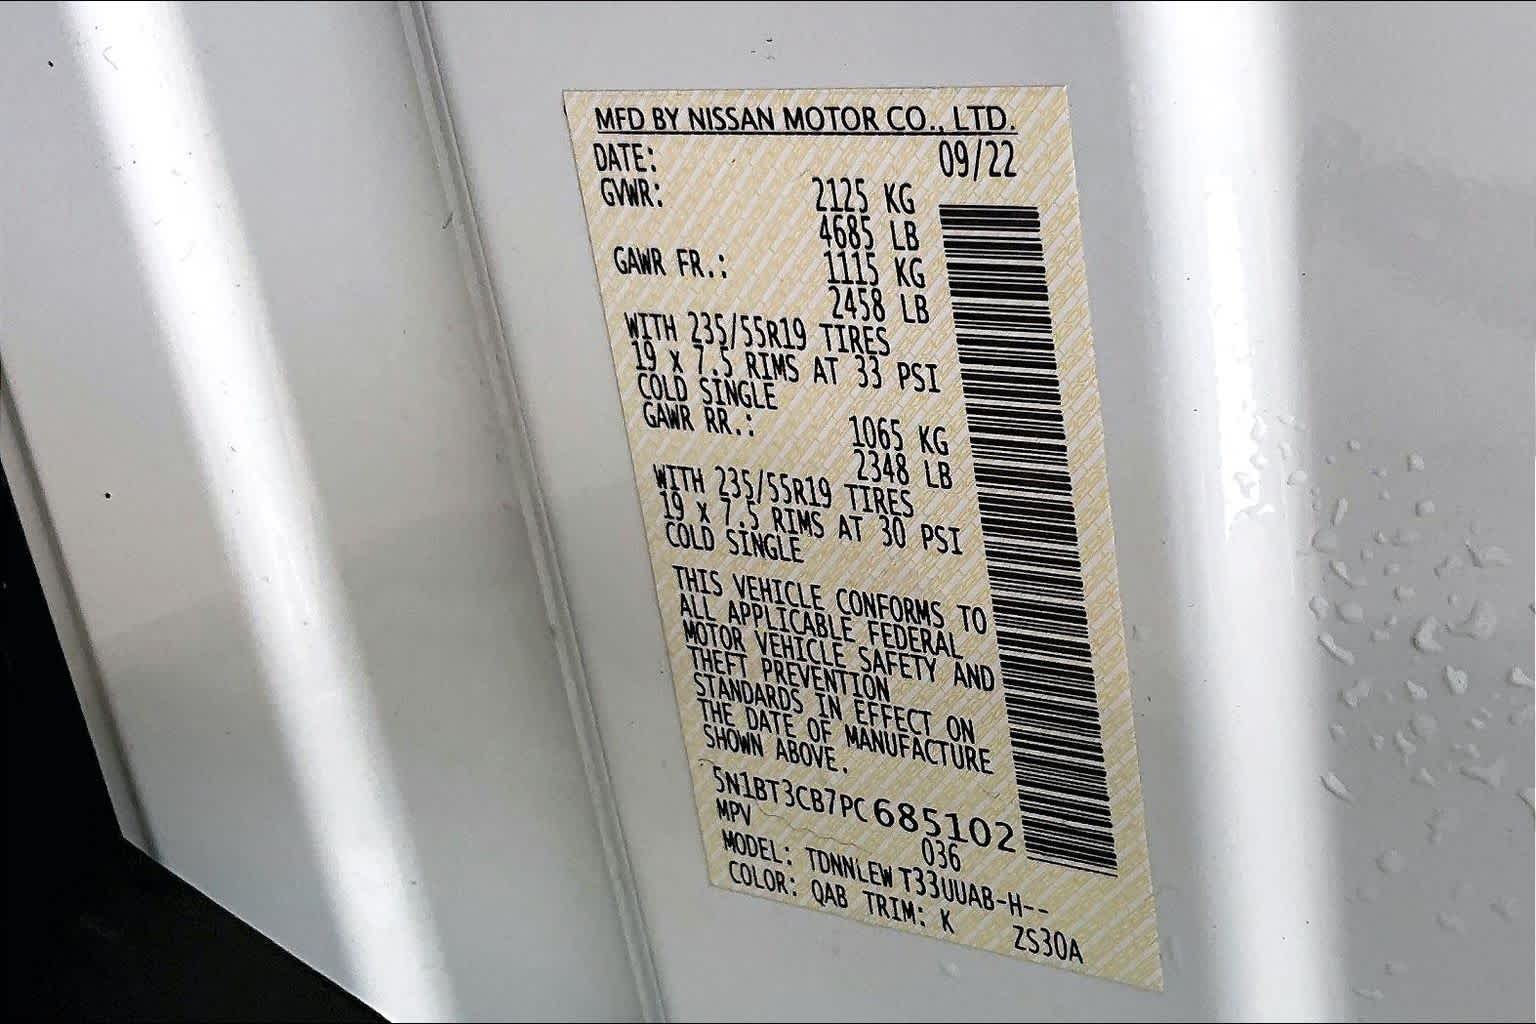 MFD BY NISSAN MOTOR CO., LTD.
DATE: 09/22
GVWR: 2125 KG
4685 LB
GAWR FR.: 1115 KG
2458 LB
WITH 235/55R19 TIRES
19 X 7.5 RIMS AT 33 PSI
COLD SINGLE
GAWR RR.: 1065 KG
2348 LB
WITH 235/55R19 TIRES
19 X 7.5 RIMS AT 30 PSI
COLD SINGLE
THIS VEHICLE CONFORMS TO
ALL APPLICABLE FEDERAL
MOTOR VEHICLE SAFETY AND
THEFT PREVENTION
STANDARDS IN EFFECT ON
THE DATE OF MANUFACTURE
SHOWN ABOVE.
5N1BT3CB7PC685102
MPV 036
MODEL: TDNNLEW T33UUAB-H--
COLOR: QAB TRIM: K ZS30A